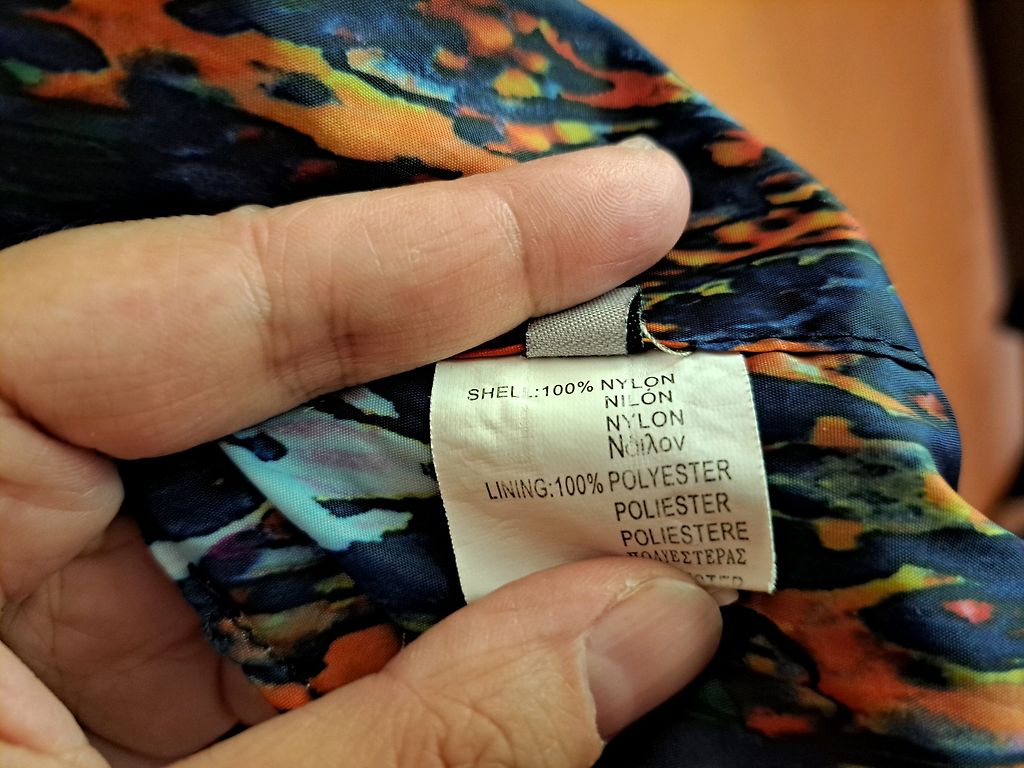 SHELL:100% NYLON
NILÓN
NYLON
Νάιλον
LINING:100% POLYESTER
POLIESTER
POLIESTERE
ΠΟΛΥΕΣΤΕΡΑΣ